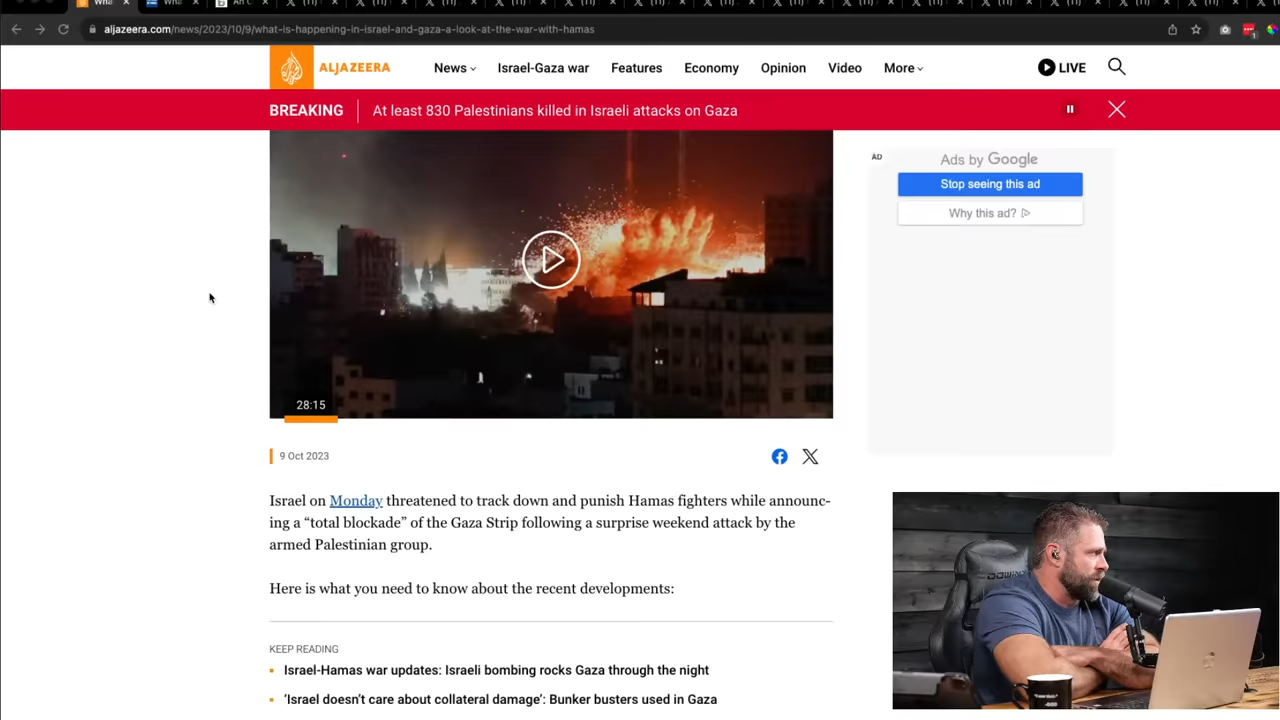 Wha
Wha
aljazeera.com/news/2023/10/9/what-is-happening-in-israel-and-gaza-a-look-at-the-war-with-hamas
ALJAZEERA
News
Israel-Gaza war
Features
Economy
Opinion
Video
More
LIVE
BREAKING
At least 830 Palestinians killed in Israeli attacks on Gaza
AD
Ads by Google
Stop seeing this ad
Why this ad?
28:15
9 Oct 2023
Israel on Monday threatened to track down and punish Hamas fighters while announc-
ing a “total blockade” of the Gaza Strip following a surprise weekend attack by the
armed Palestinian group.
Here is what you need to know about the recent developments:
KEEP READING
Israel-Hamas war updates: Israeli bombing rocks Gaza through the night
‘Israel doesn’t care about collateral damage’: Bunker busters used in Gaza